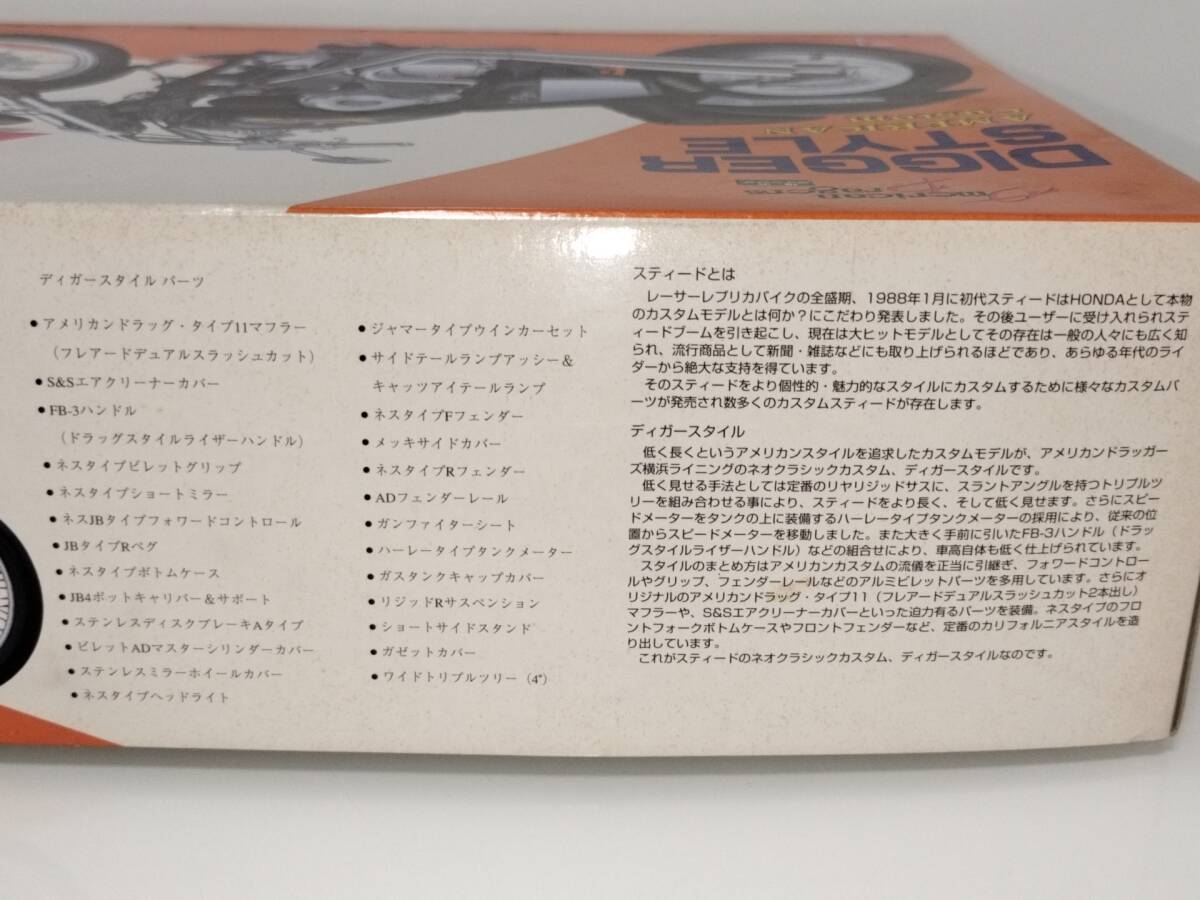 DIGGER
STYLE
AMERICAN
American
Draggers
ディガースタイル パーツ
●アメリカンドラッグ・タイプ11マフラー
（フレアードデュアルスラッシュカット）
●S&Sエアクリーナーカバー
●FB-3ハンドル
（ドラッグスタイルライザーハンドル）
●ネスタイプビレットグリップ
●ネスタイプショートミラー
●ネスJBタイプフォワードコントロール
●JBタイプRペグ
●ネスタイプボトムケース
●JB4ポットキャリパー＆サポート
●ステンレスディスクブレーキAタイプ
●ビレットADマスターシリンダーカバー
●ステンレスミラーホイールカバー
●ネスタイプヘッドライト
●ジャマータイプウインカーセット
●サイドテールランプアッシー＆
キャッツアイテールランプ
●ネスタイプFフェンダー
●メッキサイドカバー
●ネスタイプRフェンダー
●ADフェンダーレール
●ガンファイターシート
●ハーレータイプタンクメーター
●ガスタンクキャップカバー
●リジッドRサスペンション
●ショートサイドスタンド
●ガゼットカバー
●ワイドトリプルツリー（4°）
スティードとは
レーサーレプリカバイクの全盛期、1988年1月に初代スティードはHONDAとして本物
のカスタムモデルとは何か？にこだわり発表しました。その後ユーザーに受け入れられステ
ィードブームを引き起こし、現在は大ヒットモデルとしてその存在は一般の人々にも広く知
られ、流行商品として新聞・雑誌などにも取り上げられるほどであり、あらゆる年代のライ
ダーから絶大な支持を得ています。
そのスティードをより個性的・魅力的なスタイルにカスタムするために様々なカスタムパ
ーツが発売され数多くのカスタムスティードが存在します。
ディガースタイル
低く長くというアメリカンスタイルを追求したカスタムモデルが、アメリカンドラッガー
ズ横浜ライニングのネオクラシックカスタム、ディガースタイルです。
低く見せる手法としては定番のリヤリジッドサスに、スラントアングルを持つトリプルツ
リーを組み合わせる事により、スティードをより長く、そして低く見せます。さらにスピー
ドメーターをタンクの上に装備するハーレータイプタンクメーターの採用により、従来の位
置からスピードメーターを移動しました。また大きく手前に引いたFB-3ハンドル（ドラッ
グスタイルライザーハンドル）などの組合せにより、車高自体も低く仕上げられています。
スタイルのまとめ方はアメリカンカスタムの流儀を正当に引継ぎ、フォワードコントロー
ルやグリップ、フェンダーレールなどのアルミビレットパーツを多用しています。さらにオ
リジナルのアメリカンドラッグ・タイプ11（フレアードデュアルスラッシュカット2本出し）
マフラーや、S&Sエアクリーナーカバーといった迫力有るパーツを装備。ネスタイプのフロ
ントフォークボトムケースやフロントフェンダーなど、定番のカリフォルニアスタイルを造
り出しています。
これがスティードのネオクラシックカスタム、ディガースタイルなのです。